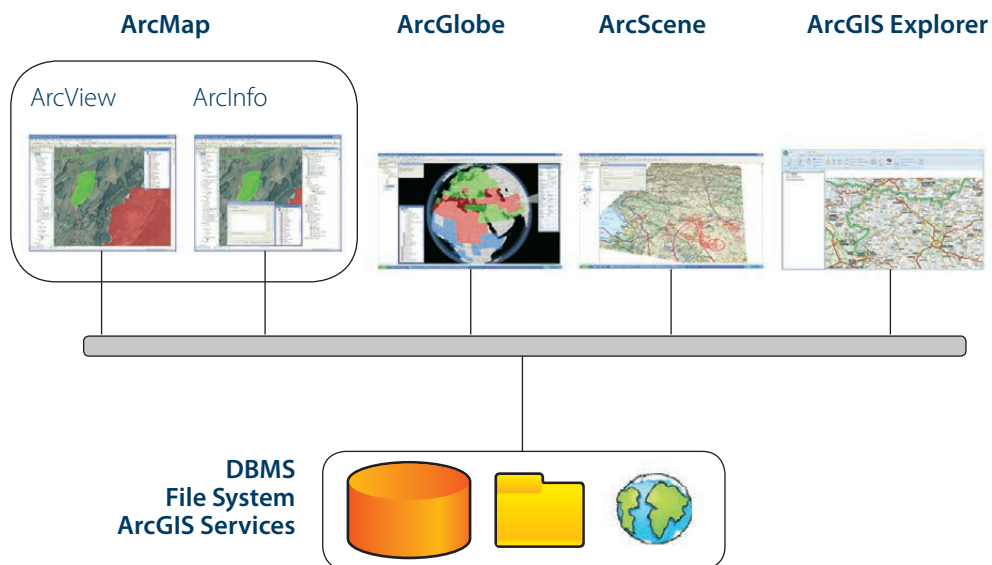 ArcMap
ArcGlobe
ArcScene
ArcGIS Explorer
ArcView
ArcInfo
DBMS
File System
ArcGIS Services